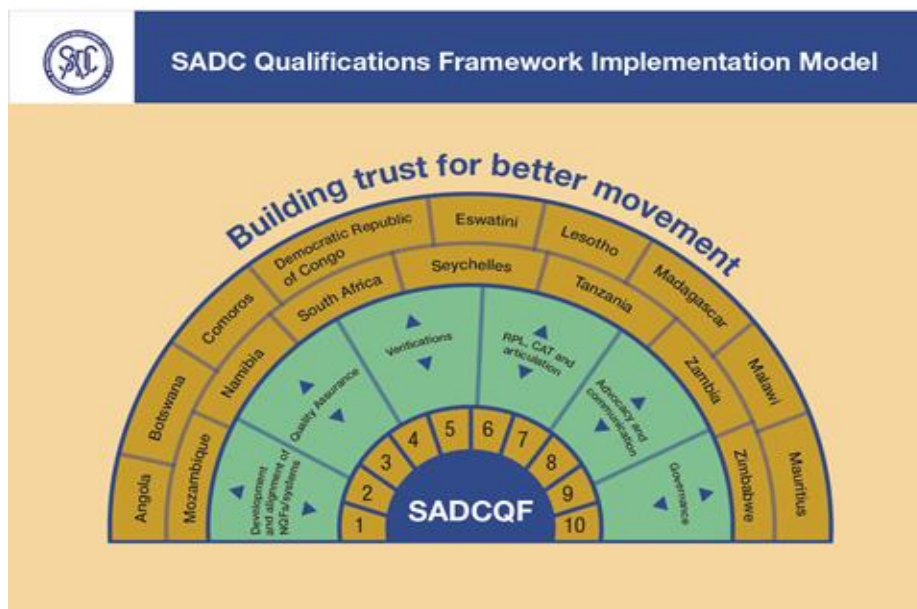 SADC
SADC Qualifications Framework Implementation Model
Building trust for better movement
Angola
Botswana
Comoros
Democratic Republic
of Congo
Eswatini
Lesotho
Madagascar
Malawi
Mauritius
Mozambique
Namibia
South Africa
Seychelles
Tanzania
Zambia
Zimbabwe
Development
and alignment of
NQFs/systems
Quality Assurance
Verifications
RPL, CAT and
articulation
Advocacy and
communication
Governance
1
2
3
4
5
6
7
8
9
10
SADCQF